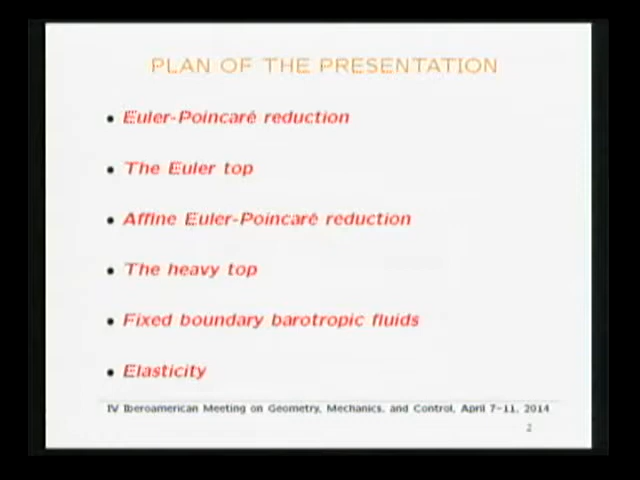 PLAN OF THE PRESENTATION
• Euler-Poincaré reduction
• The Euler top
• Affine Euler-Poincaré reduction
• The heavy top
• Fixed boundary barotropic fluids
• Elasticity
IV Iberoamerican Meeting on Geometry, Mechanics, and Control, April 7-11, 2014
2